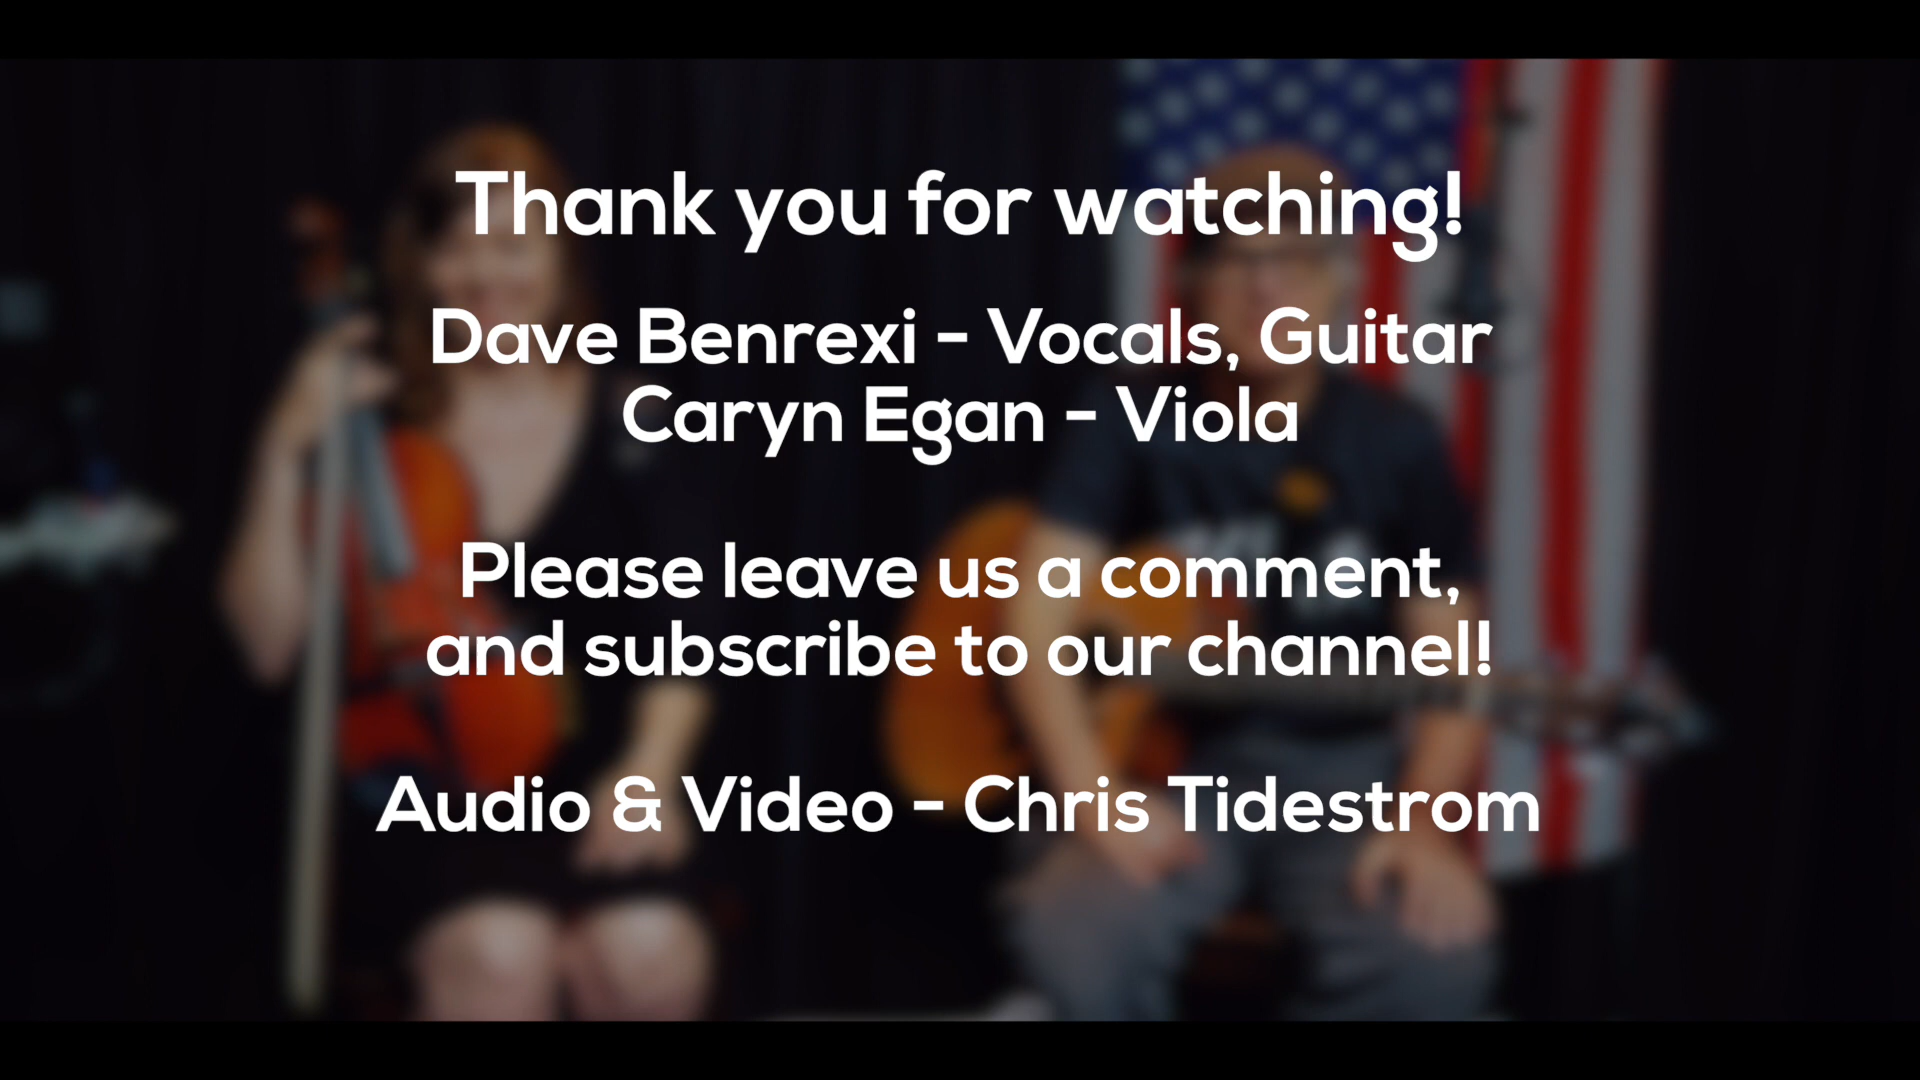 Thank you for watching!
Dave Benrexi - Vocals, Guitar
Caryn Egan - Viola
Please leave us a comment,
and subscribe to our channel!
Audio & Video - Chris Tidestrom